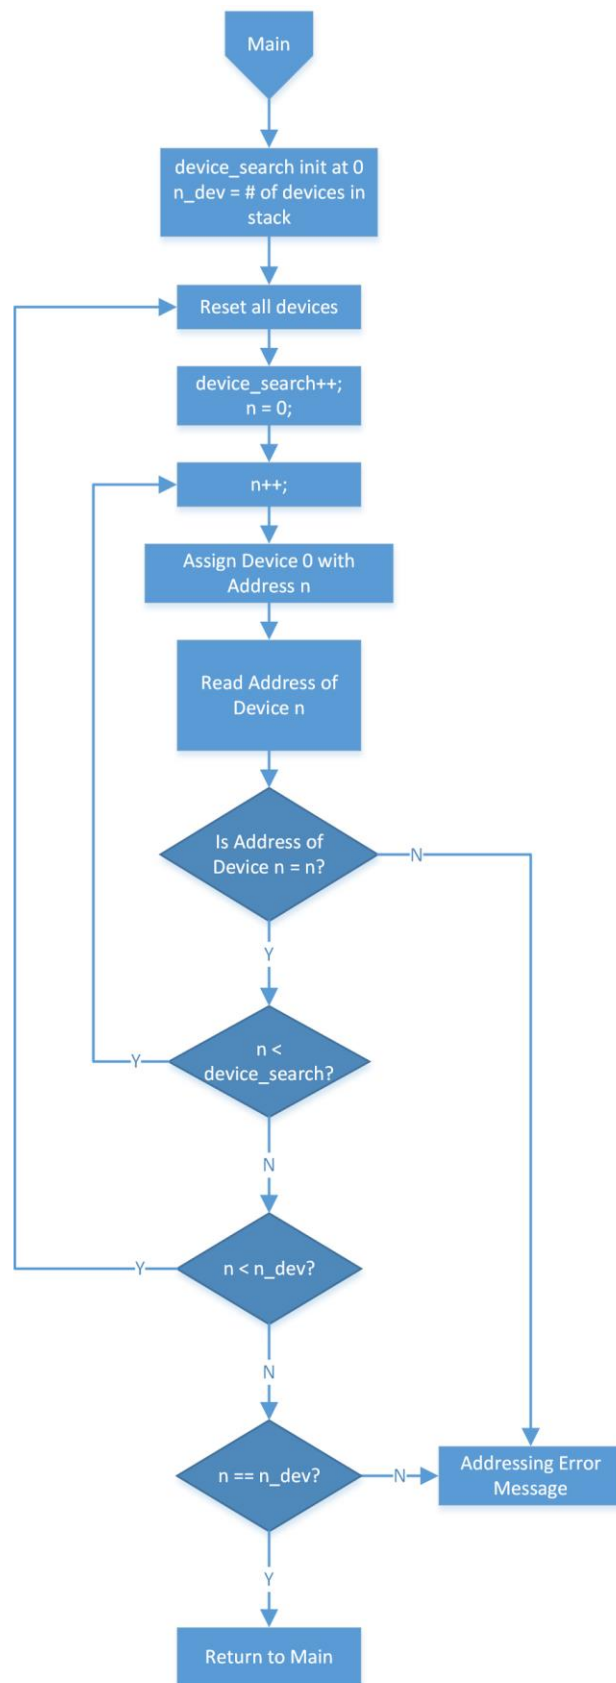 Main
device_search init at 0
n_dev = # of devices in
stack
Reset all devices
device_search++;
n = 0;
n++;
Assign Device 0 with
Address n
Read Address of
Device n
Is Address of
Device n = n?
N
Y
n <
device_search?
Y
N
n < n_dev?
Y
N
n == n_dev?
N
Addressing Error
Message
Y
Return to Main